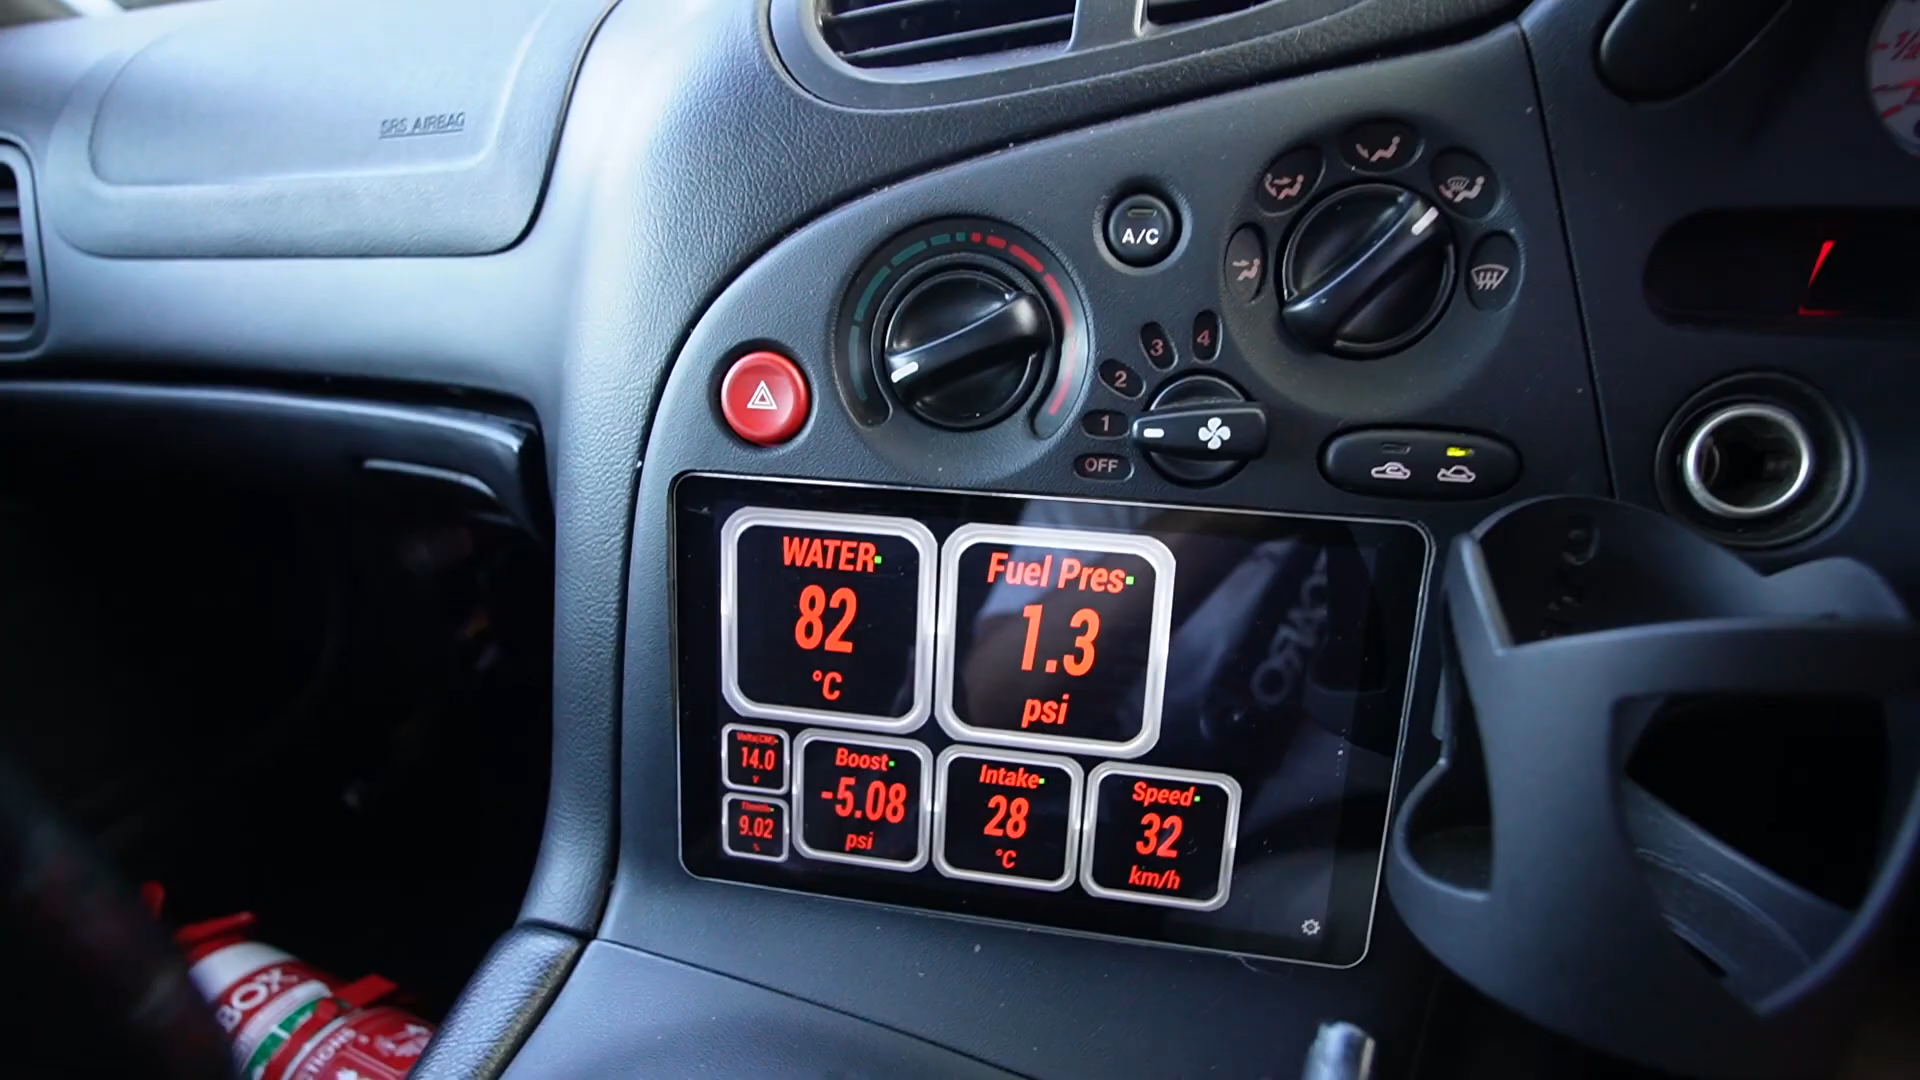 SRS AIRBAG
A/C
4
3
2
1
OFF
WATER
82
°C
Fuel Pres
1.3
psi
14.0
V
Boost
-5.08
psi
Intake
28
°C
Speed
32
km/h
Throttle
9.02
%
BOX